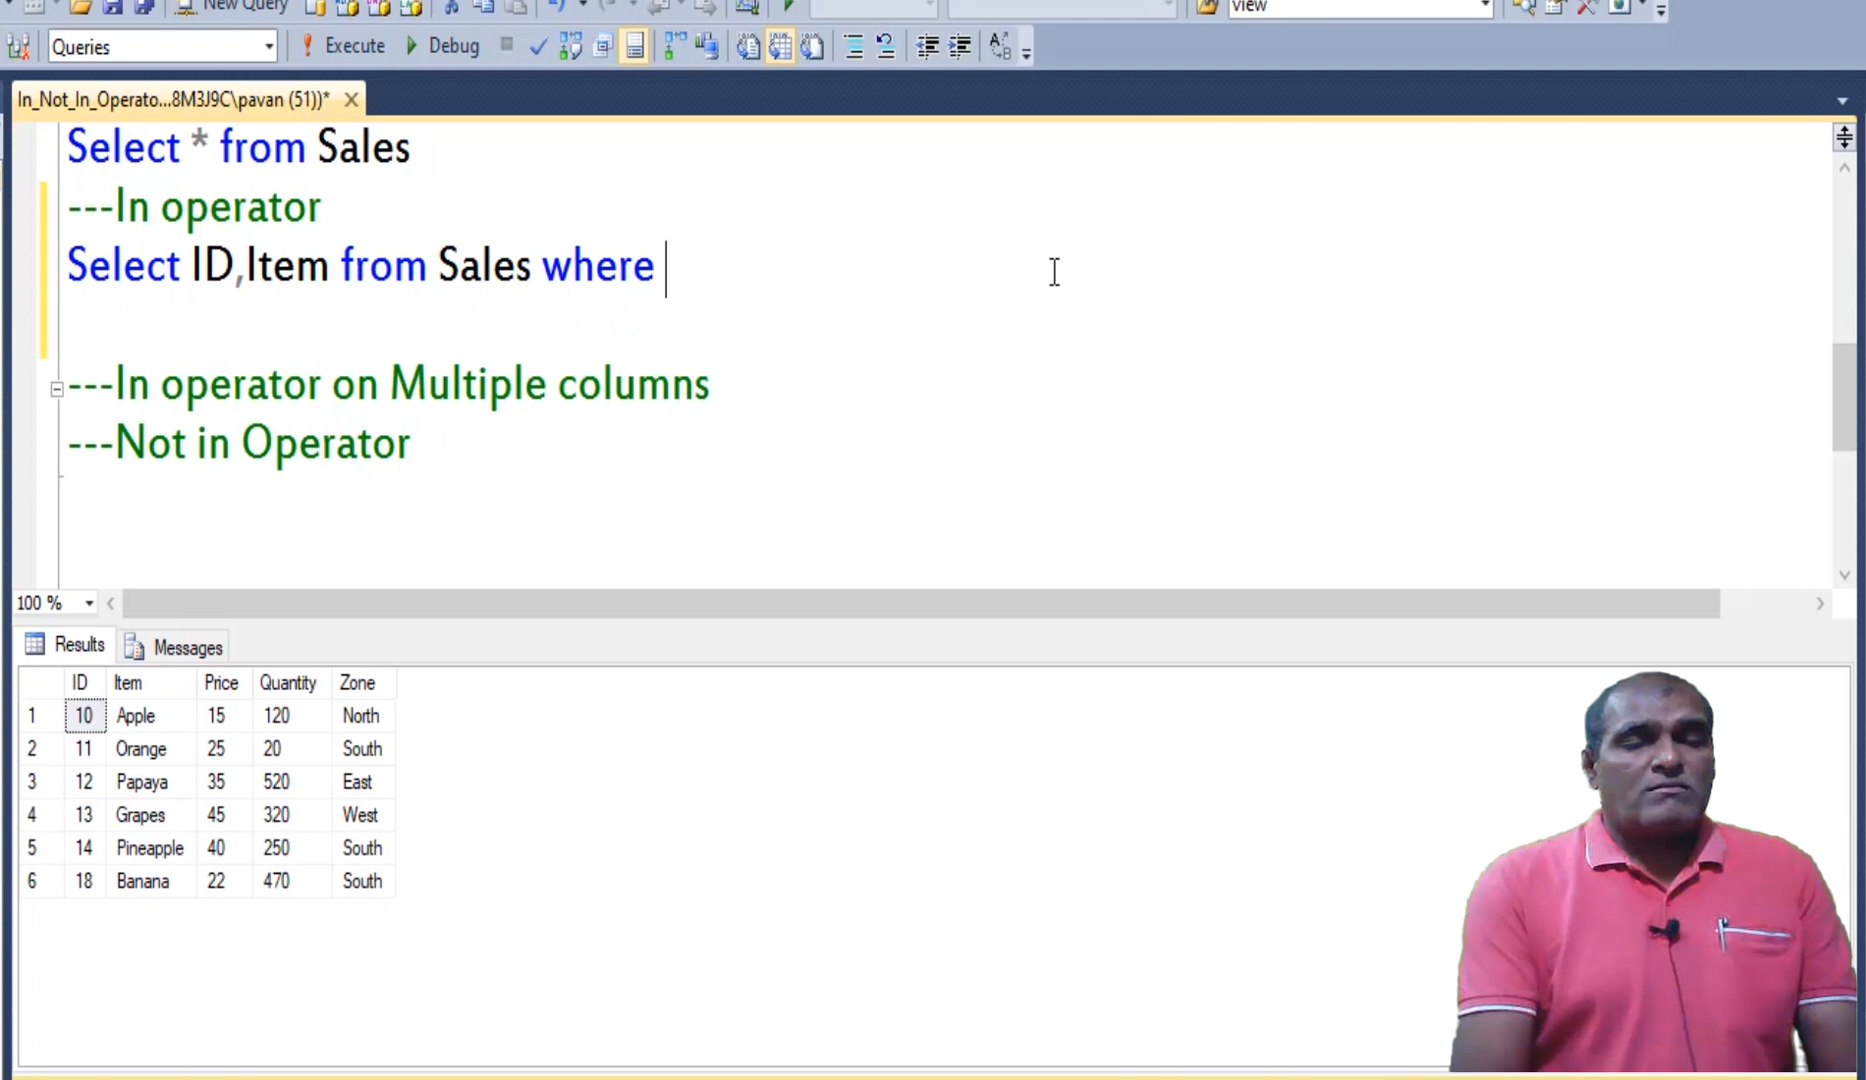 New Query
view
Queries
Execute Debug
In_Not_In_Operato...8M3J9C\pavan (51))*
Select * from Sales
---In operator
Select ID,Item from Sales where
---In operator on Multiple columns
---Not in Operator
100 %
Results Messages
ID Item Price Quantity Zone
1 10 Apple 15 120 North
2 11 Orange 25 20 South
3 12 Papaya 35 520 East
4 13 Grapes 45 320 West
5 14 Pineapple 40 250 South
6 18 Banana 22 470 South